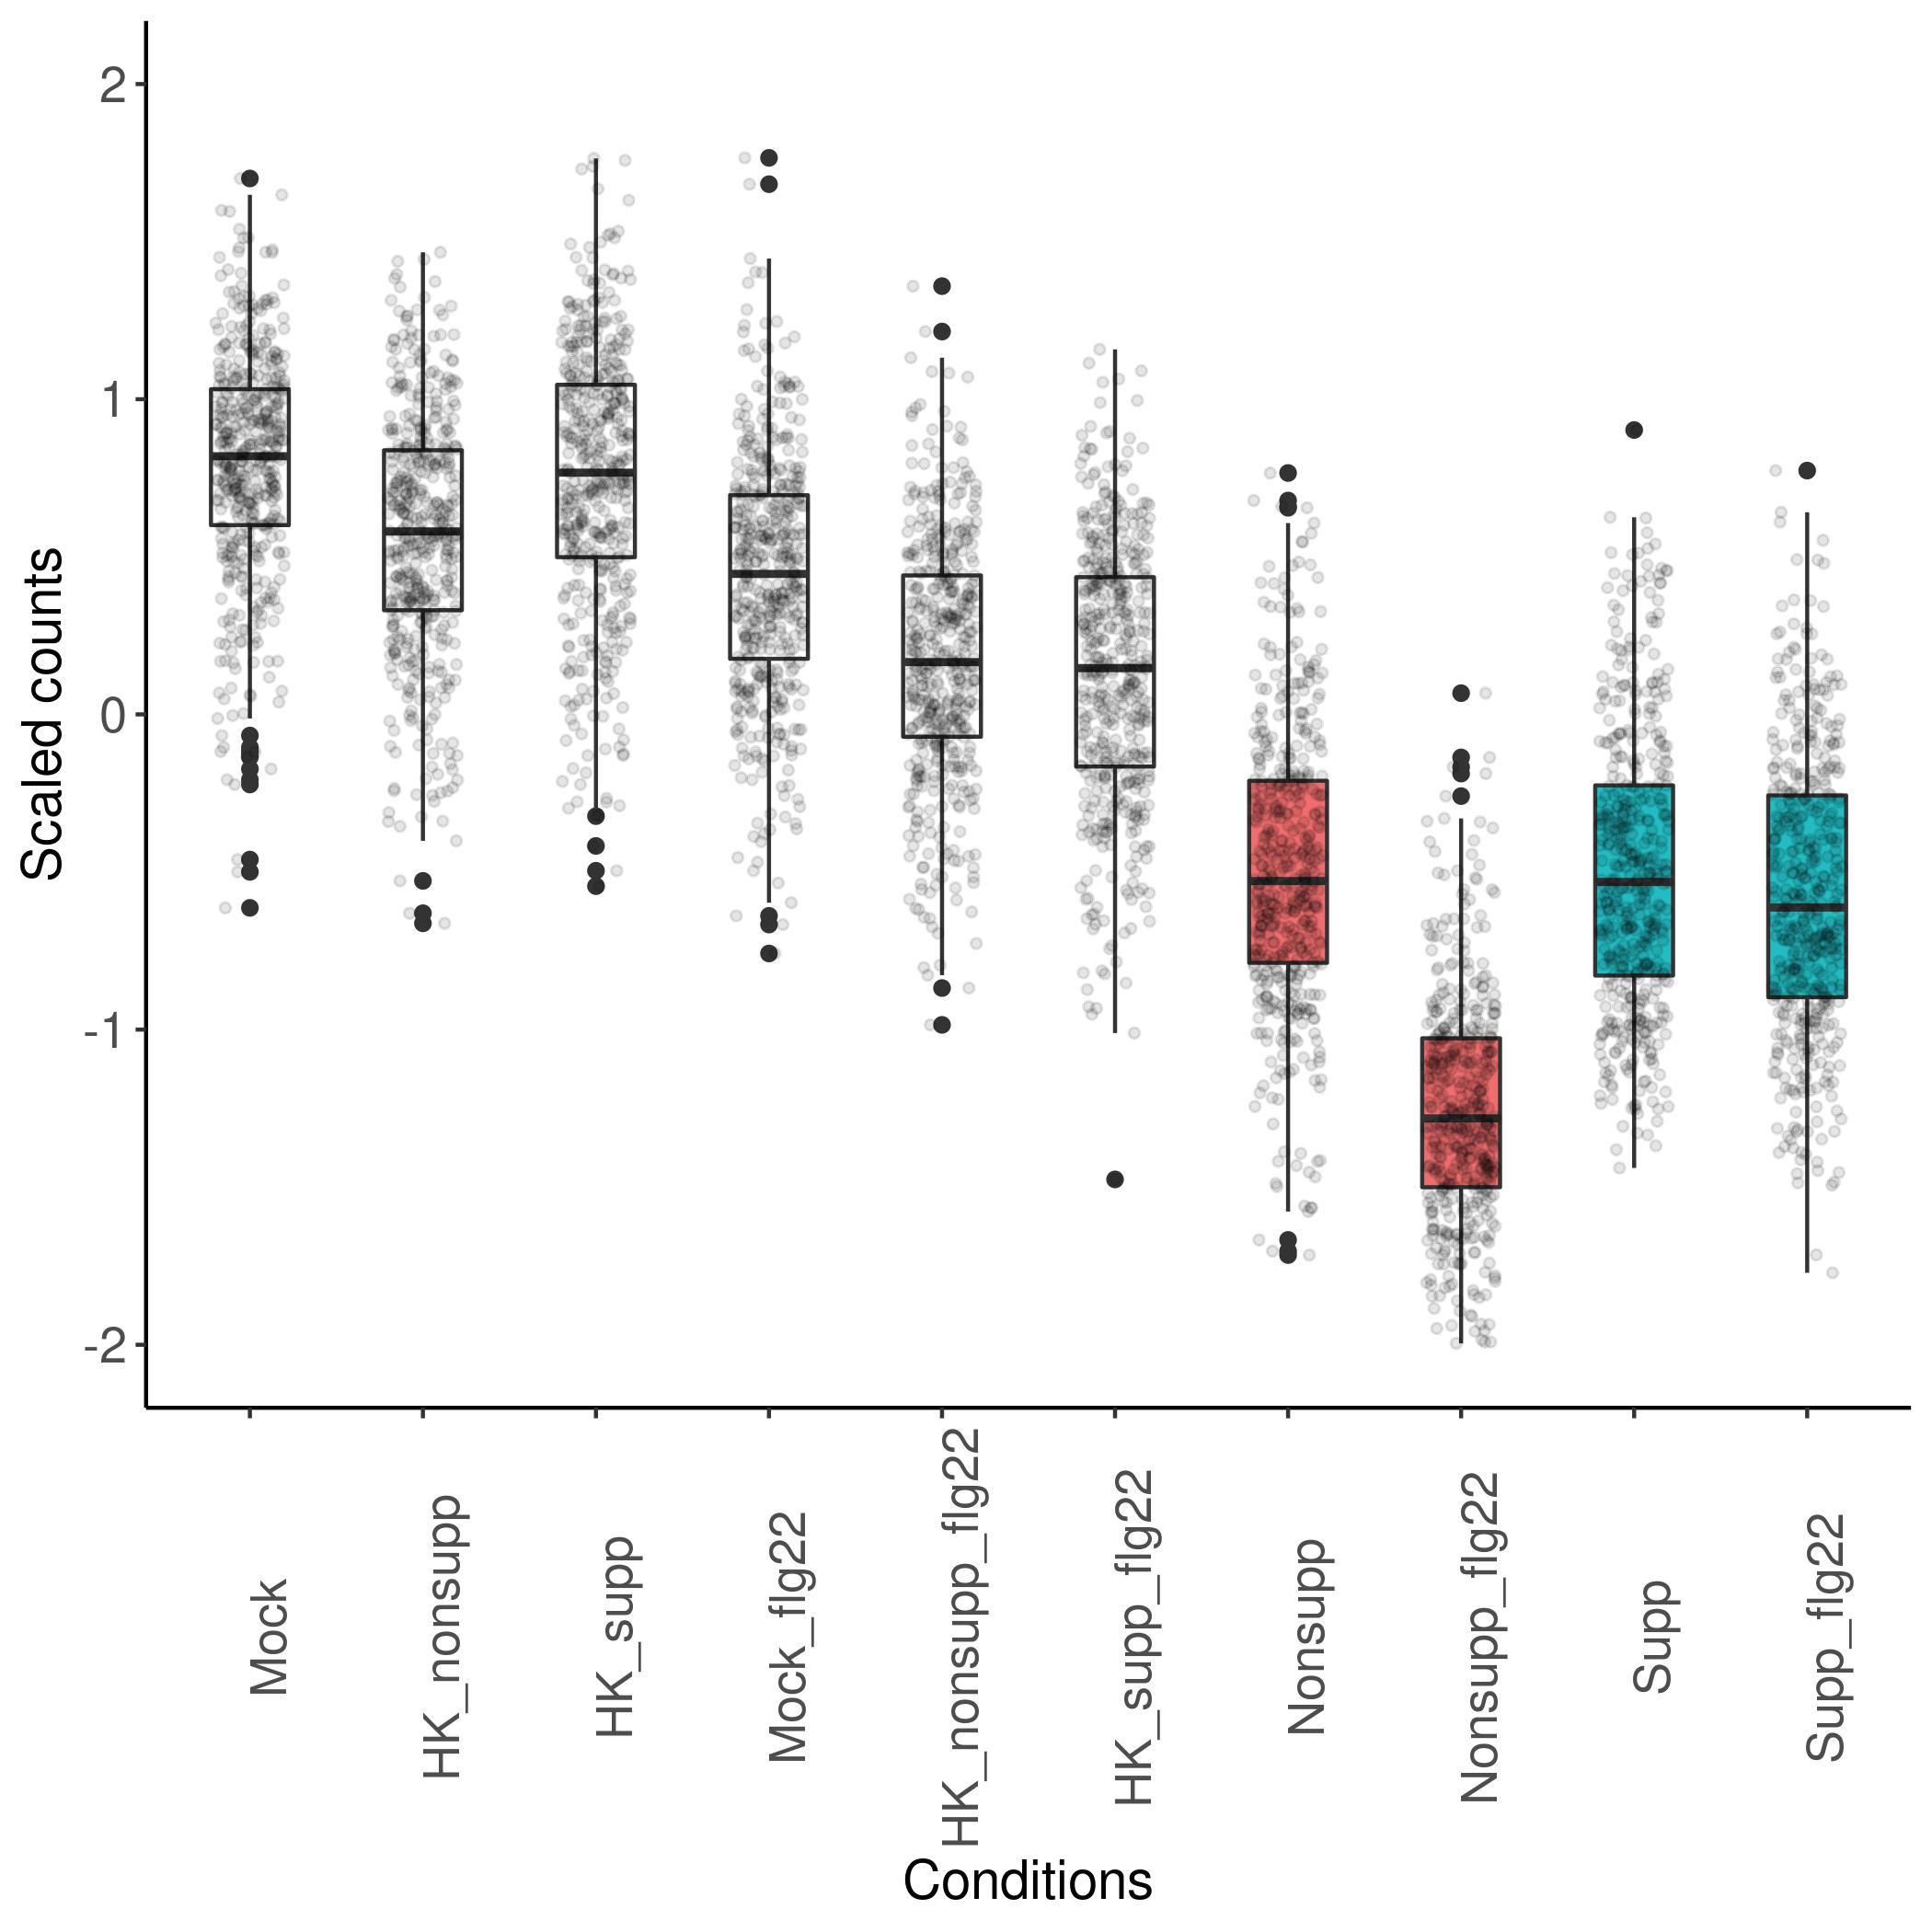 2
1
0
-1
-2
Scaled counts
Mock
HK_nonsupp
HK_supp
Mock_flg22
HK_nonsupp_flg22
HK_supp_flg22
Nonsupp
Nonsupp_flg22
Supp
Supp_flg22
Conditions